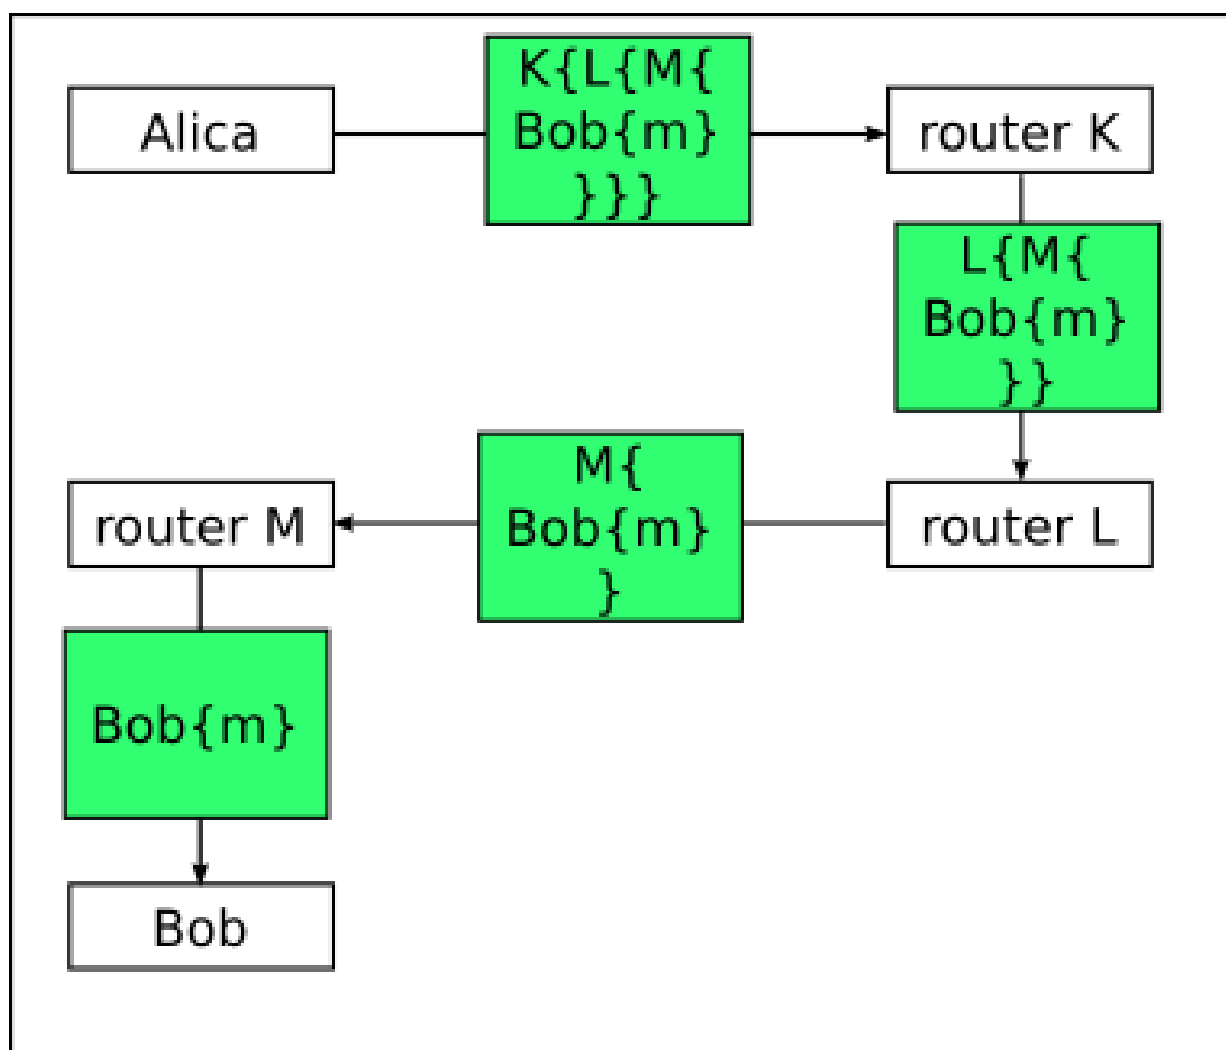 Alica
K{L{M{
Bob{m}
}}}
router K
L{M{
Bob{m}
}}
router L
M{
Bob{m}
}
router M
Bob{m}
Bob